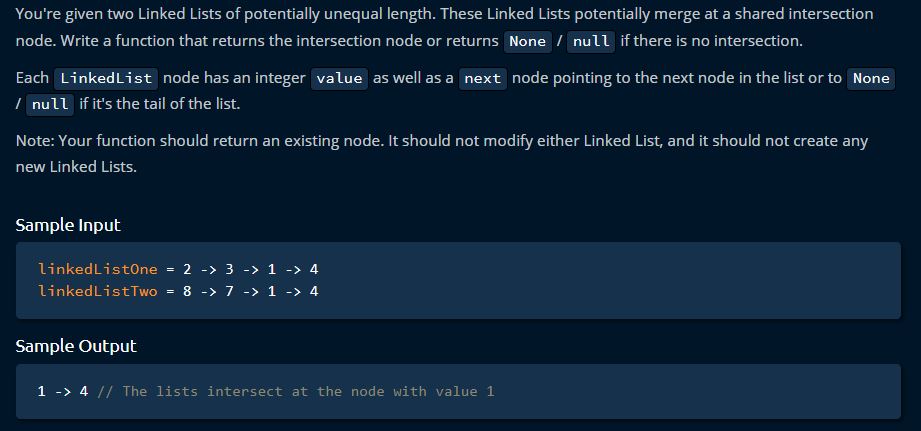 You're given two Linked Lists of potentially unequal length. These Linked Lists potentially merge at a shared intersection
node. Write a function that returns the intersection node or returns None / null if there is no intersection.
Each LinkedList node has an integer value as well as a next node pointing to the next node in the list or to None
/ null if it's the tail of the list.
Note: Your function should return an existing node. It should not modify either Linked List, and it should not create any
new Linked Lists.
Sample Input
linkedListOne = 2 -> 3 -> 1 -> 4
linkedListTwo = 8 -> 7 -> 1 -> 4
Sample Output
1 -> 4 // The lists intersect at the node with value 1